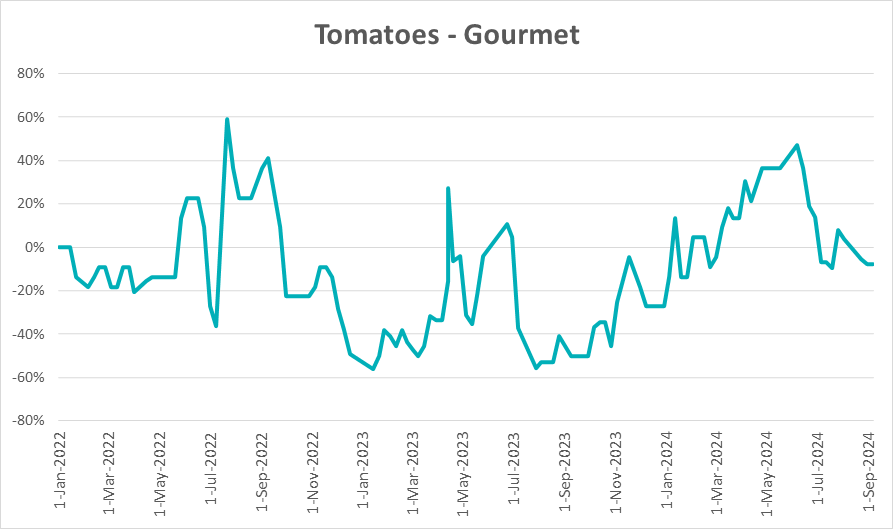 Tomatoes - Gourmet
80%
60%
40%
20%
0%
-20%
-40%
-60%
-80%
1-Jan-2022
1-Mar-2022
1-May-2022
1-Jul-2022
1-Sep-2022
1-Nov-2022
1-Jan-2023
1-Mar-2023
1-May-2023
1-Jul-2023
1-Sep-2023
1-Nov-2023
1-Jan-2024
1-Mar-2024
1-May-2024
1-Jul-2024
1-Sep-2024